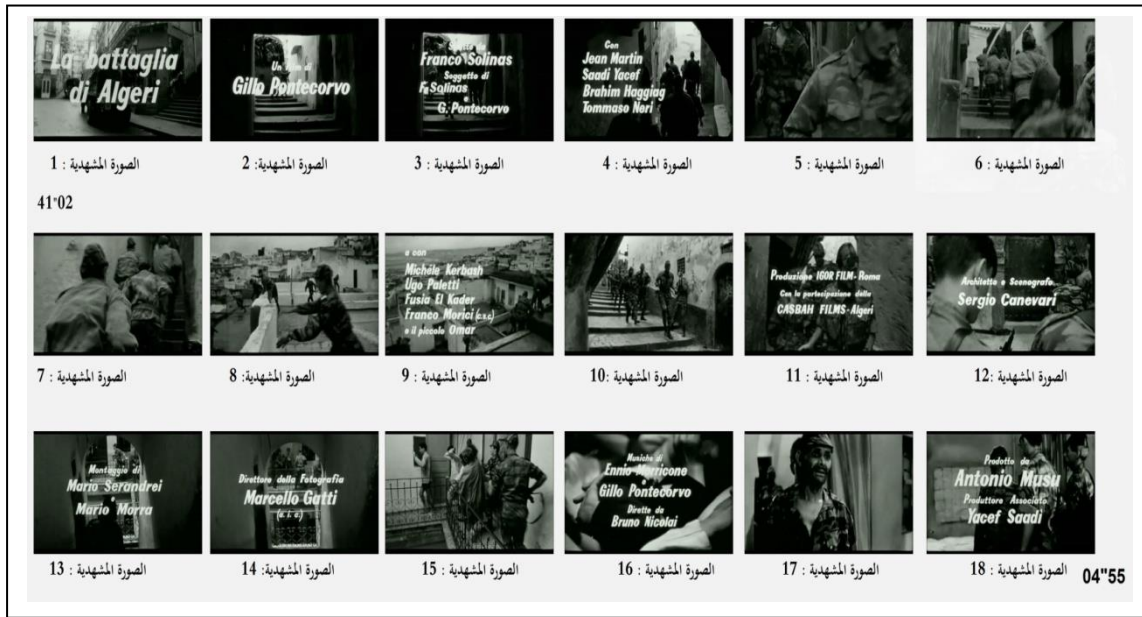 La battaglia
di Algeri
Un film di
Gillo Pontecorvo
Scritto da
Franco Solinas
Soggetto di
F. Solinas
e
G. Pontecorvo
Con
Jean Martin
Saadi Yacef
Brahim Haggiag
Tommaso Neri
الصورة المشهدية : 1
الصورة المشهدية: 2
الصورة المشهدية : 3
الصورة المشهدية : 4
الصورة المشهدية : 5
الصورة المشهدية : 6
41"02
e con
Michèle Kerbash
Ugo Paletti
Fusia El Kader
Franco Morici (c.s.c)
e il piccolo Omar
Produzione IGOR FILM-Roma
Con la partecipazione della
CASBAH FILMS-Algeri
Architetto e Scenografo
Sergio Canevari
الصورة المشهدية : 7
الصورة المشهدية: 8
الصورة المشهدية : 9
الصورة المشهدية :10
الصورة المشهدية : 11
الصورة المشهدية :12
Montaggio di
Mario Serandrei
e
Mario Morra
Direttore della Fotografia
Marcello Gatti
(a. i. c.)
Musiche di
Ennio Morricone
e
Gillo Pontecorvo
Dirette da
Bruno Nicolai
Prodotto da
Antonio Musu
Produttore Associato
Yacef Saadi
الصورة المشهدية : 13
الصورة المشهدية: 14
الصورة المشهدية : 15
الصورة المشهدية : 16
الصورة المشهدية : 17
الصورة المشهدية : 18
04"55